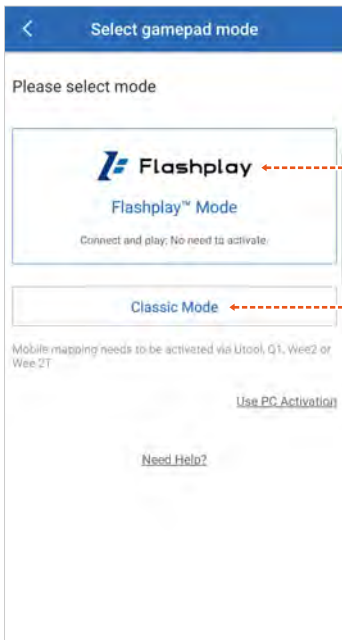 Select gamepad mode
Please select mode
Flashplay
Flashplay™ Mode
Connect and play: No need to activate.
Classic Mode
Mobile mapping needs to be activated via Utool, Q1, Wee2 or
Wee 2T
Use PC Activation
Need Help?